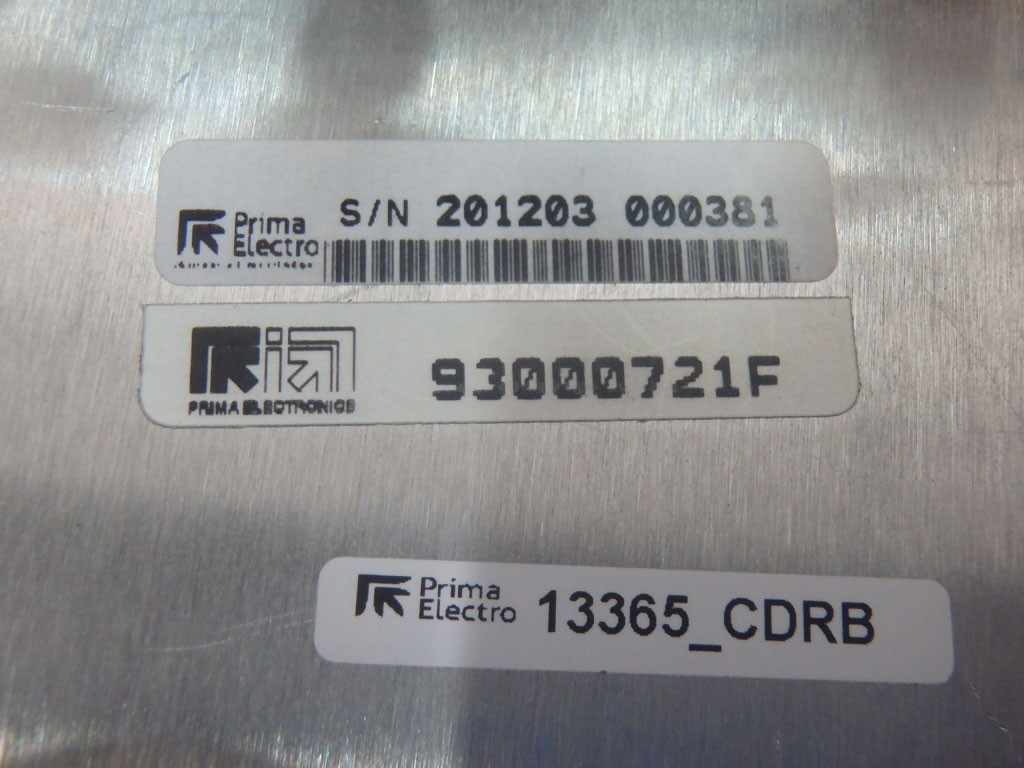 S/N 201203 000381
Prima
Electro
PRIMA ELECTRONICS
93000721F
Prima
Electro
13365_CDRB